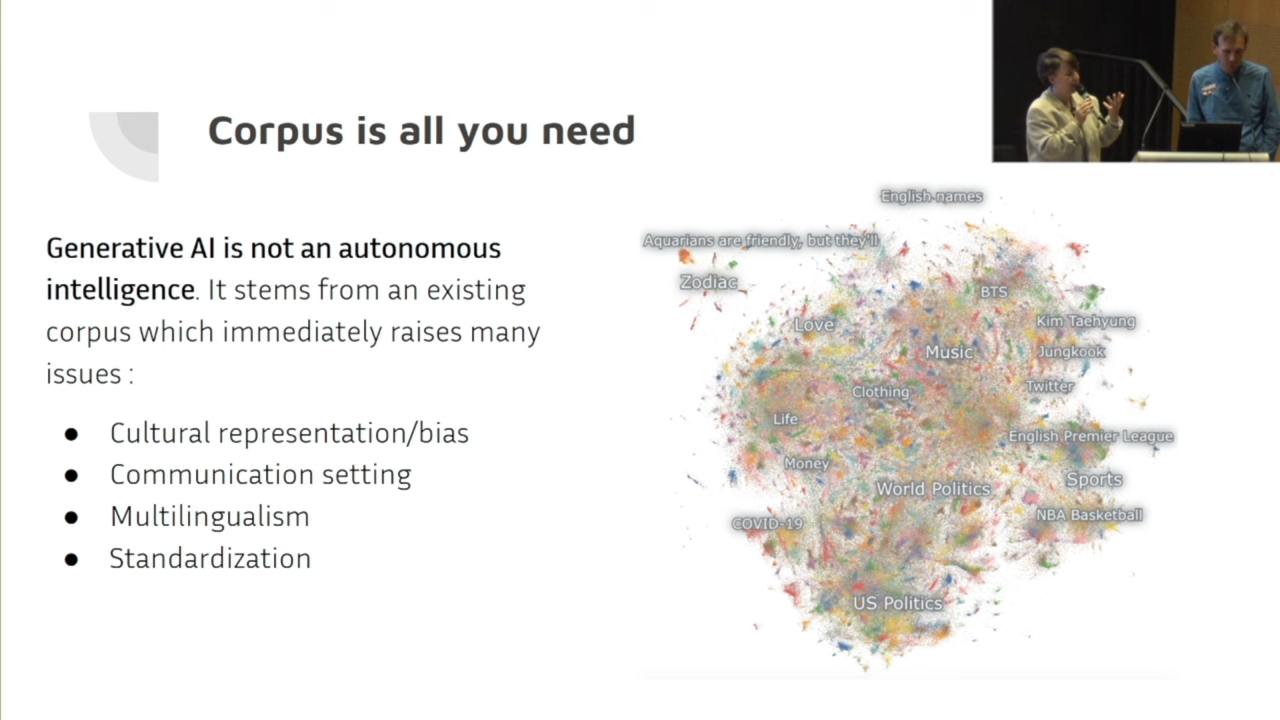 Corpus is all you need
Generative AI is not an autonomous
intelligence. It stems from an existing
corpus which immediately raises many
issues :
● Cultural representation/bias
● Communication setting
● Multilingualism
● Standardization
English names
Aquarians are friendly, but they'll
Zodiac
BTS
Love
Kim Taehyung
Music
Jungkook
Twitter
Clothing
Life
English Premier League
Money
Sports
World Politics
NBA Basketball
COVID-19
US Politics